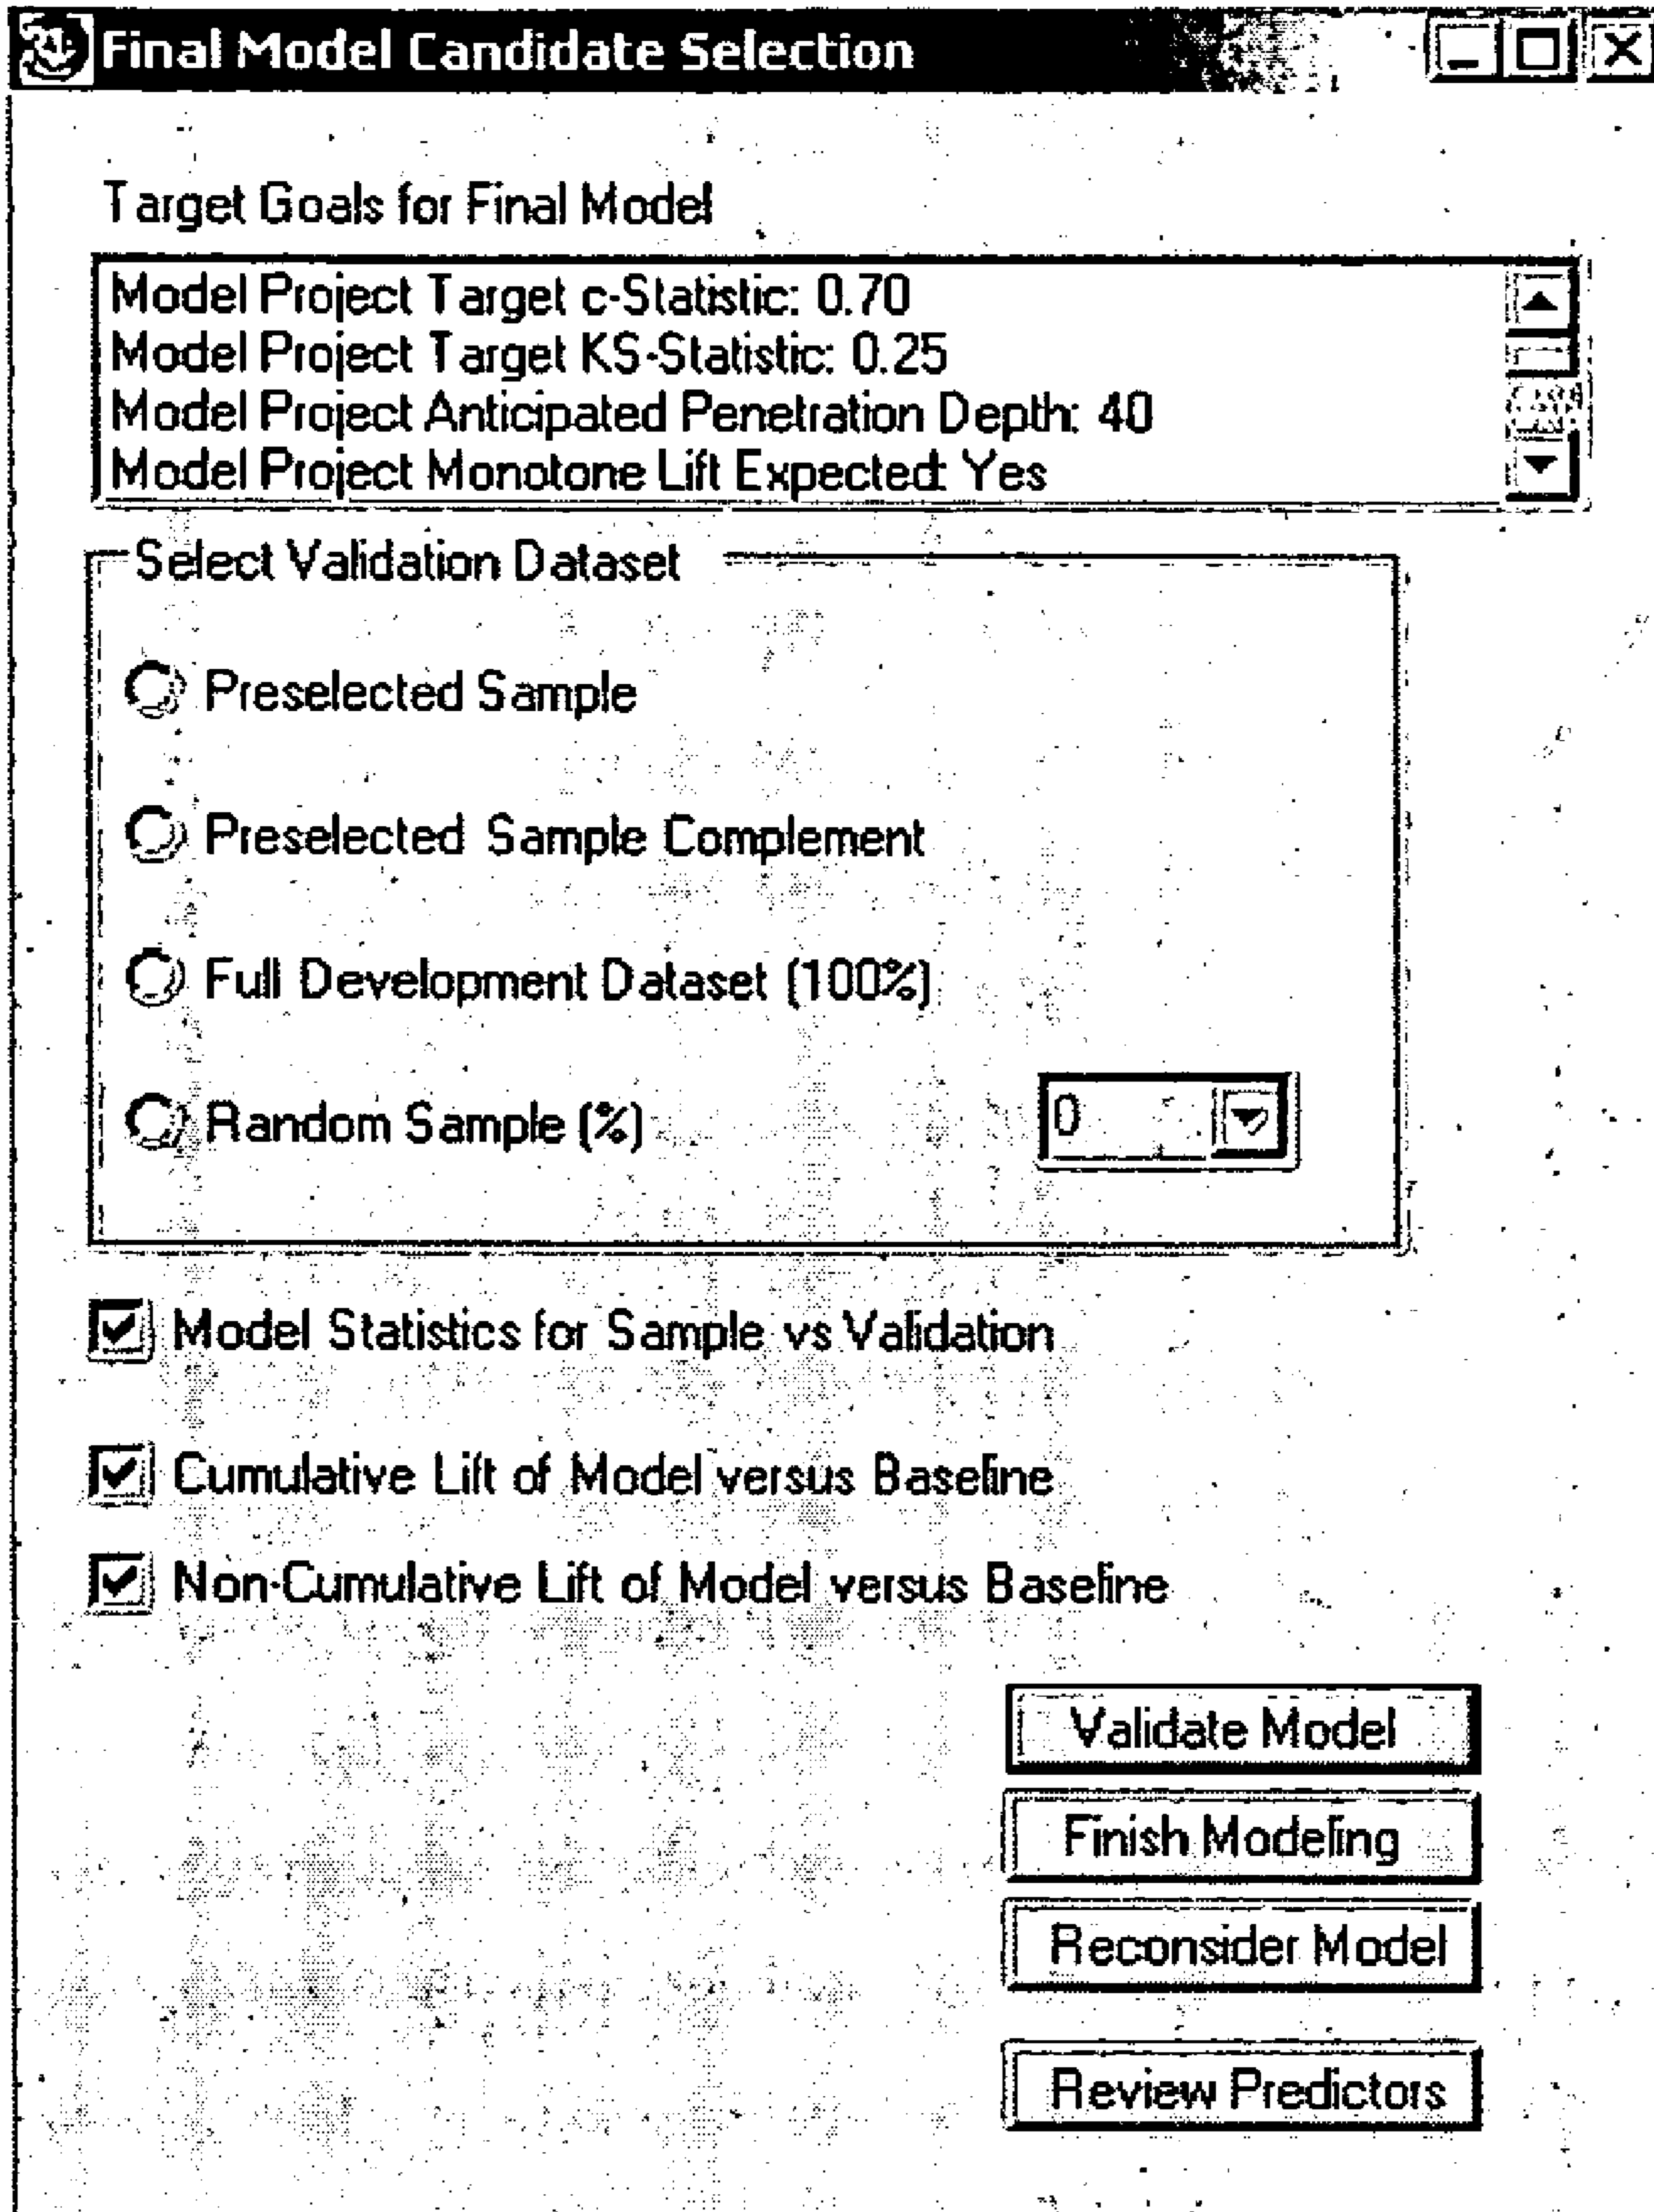 Final Model Candidate Selection
Target Goals for Final Model
Model Project Target c-Statistic: 0.70
Model Project Target KS-Statistic: 0.25
Model Project Anticipated Penetration Depth: 40
Model Project Monotone Lift Expected: Yes
Select Validation Dataset
Preselected Sample
Preselected Sample Complement
Full Development Dataset (100%)
Random Sample (%) 0
Model Statistics for Sample vs Validation
Cumulative Lift of Model versus Baseline
Non-Cumulative Lift of Model versus Baseline
Validate Model
Finish Modeling
Reconsider Model
Review Predictors